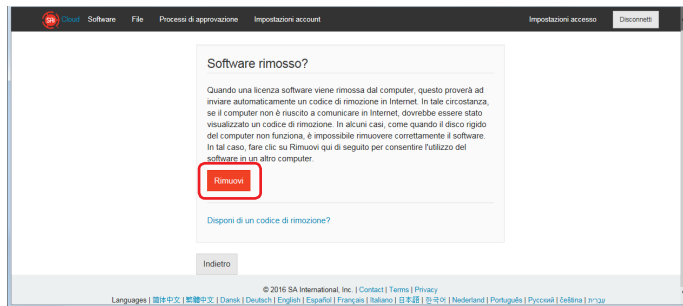 SAi Cloud Software File Processi di approvazione Impostazioni account Impostazioni accesso Disconnetti
Software rimosso?
Quando una licenza software viene rimossa dal computer, questo proverà ad
inviare automaticamente un codice di rimozione in Internet. In tale circostanza,
se il computer non è riuscito a comunicare in Internet, dovrebbe essere stato
visualizzato un codice di rimozione. In alcuni casi, come quando il disco rigido
del computer non funziona, è impossibile rimuovere correttamente il software.
In tal caso, fare clic su Rimuovi qui di seguito per consentire l'utilizzo del
software in un altro computer.
Rimuovi
Disponi di un codice di rimozione?
Indietro
© 2016 SA International, Inc. | Contact | Terms | Privacy
Languages | 简体中文 | 繁體中文 | Dansk | Deutsch | English | Español | Français | Italiano | 日本語 | 한국어 | Nederland | Português | Русский | čeština | עברית